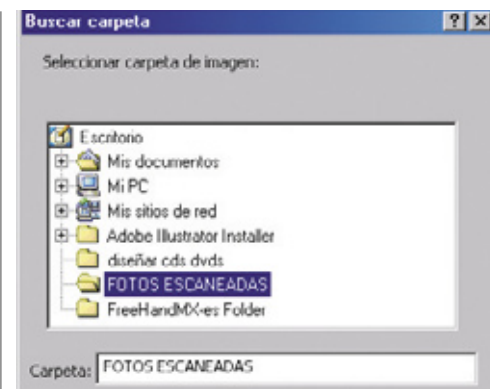 Buscar carpeta
Seleccionar carpeta de imagen:
Escritorio
Mis documentos
Mi PC
Mis sitios de red
Adobe Illustrator Installer
diseñar cds dvds
FOTOS ESCANEADAS
FreeHandMX-es Folder
Carpeta: FOTOS ESCANEADAS